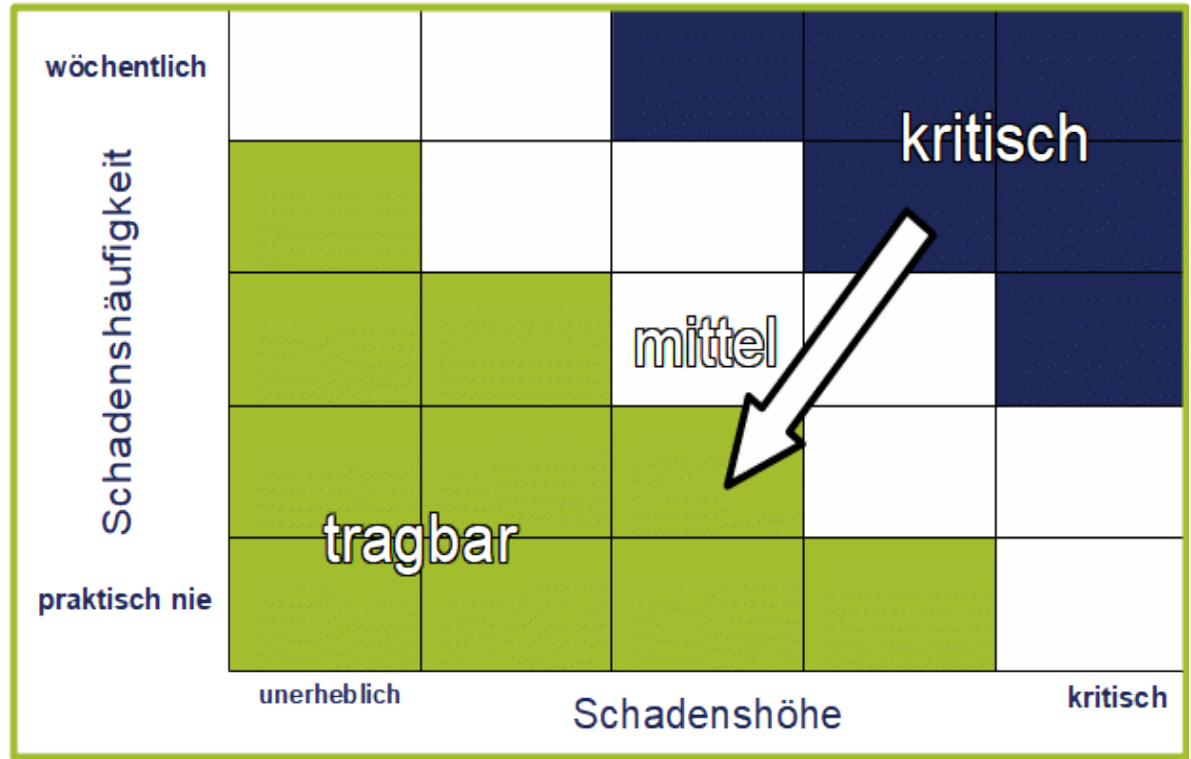 wöchentlich
kritisch
Schadenshäufigkeit
mittel
tragbar
praktisch nie
unerheblich
Schadenshöhe
kritisch